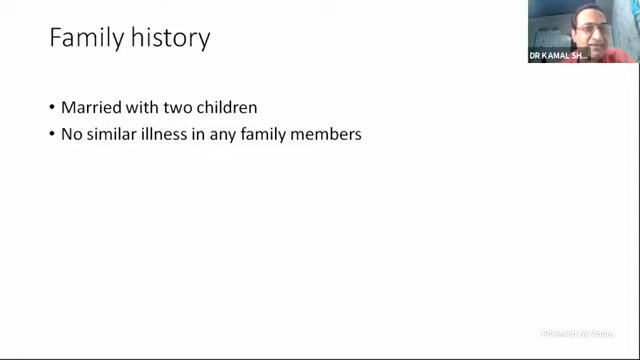 Family history
DR KAMAL SH...
• Married with two children
• No similar illness in any family members
Powered by Zoom